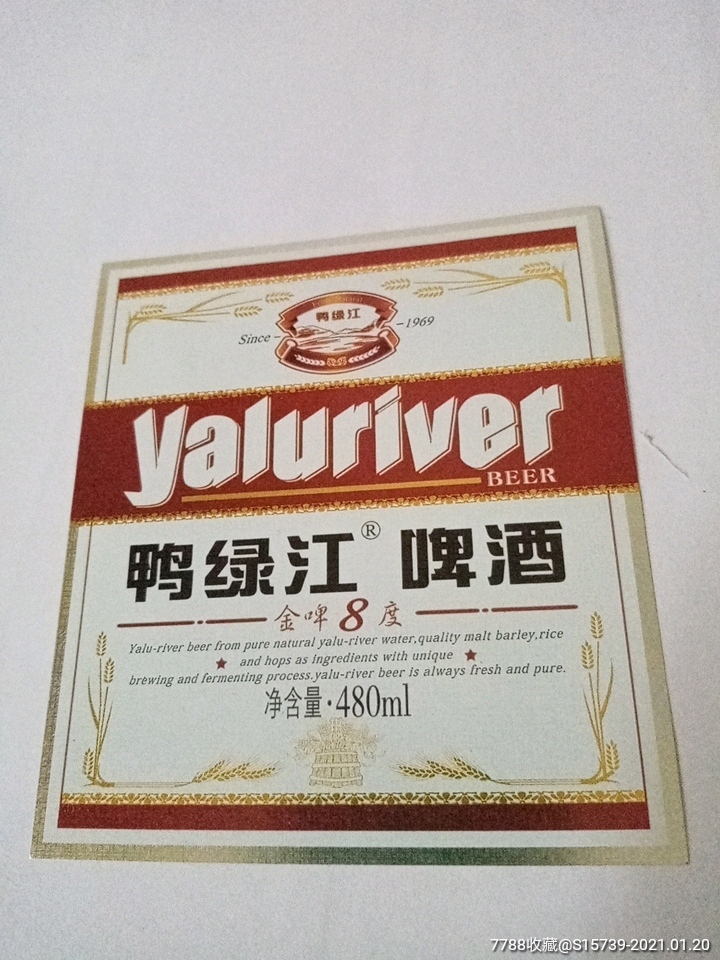 鸭绿江
Since
1969
Yaluriver
BEER
鸭绿江® 啤酒
金啤8度
Yalu-river beer from pure natural yalu-river water,quality malt barley,rice
and hops as ingredients with unique
brewing and fermenting process.yalu-river beer is always fresh and pure.
净含量·480ml
7788收藏@S15739-2021.01.20